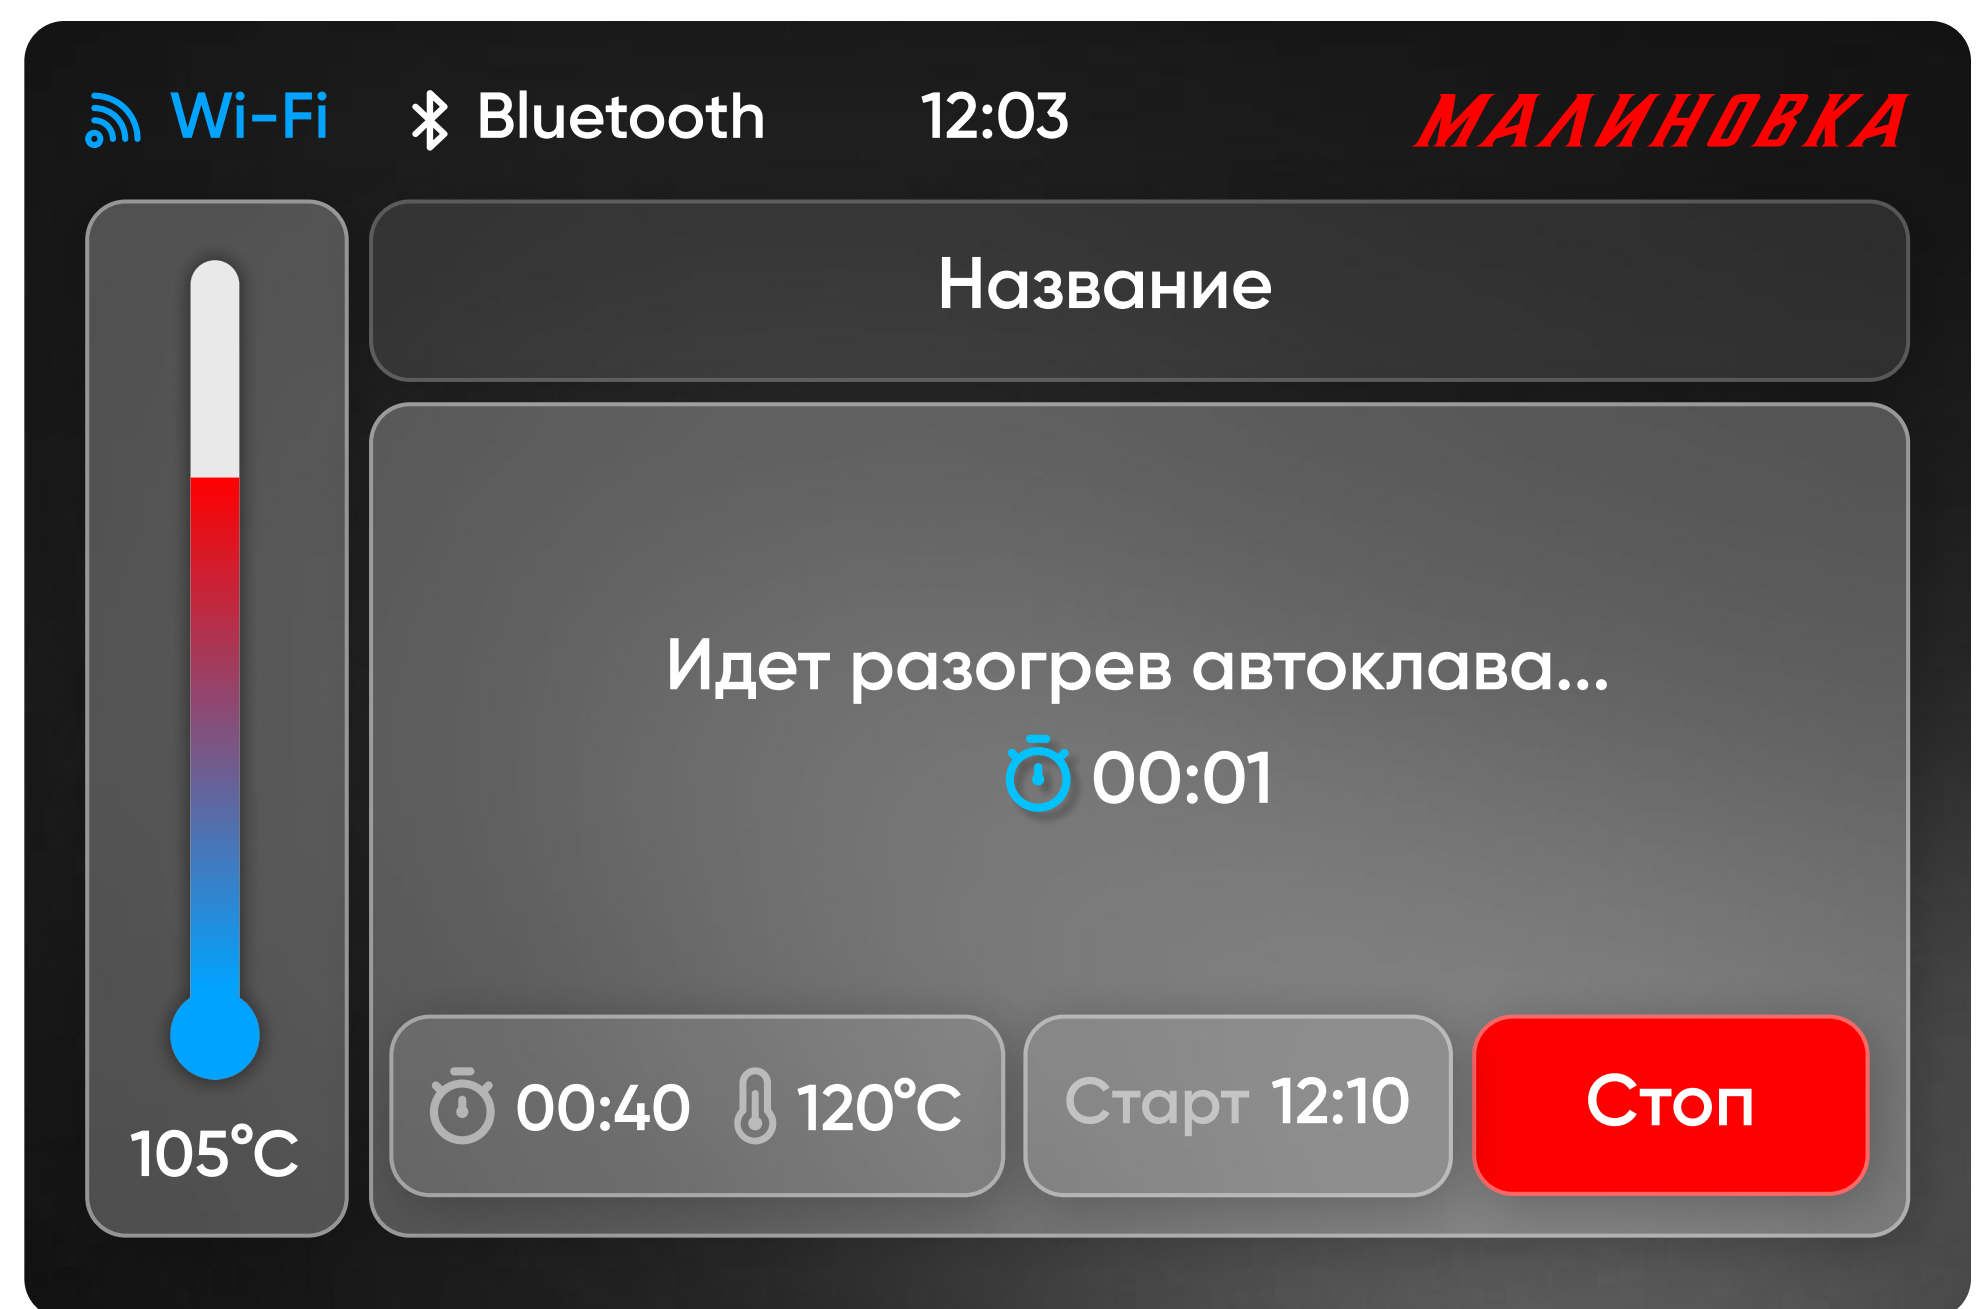 Wi-Fi Bluetooth 12:03 МАЛИНОВКА
Название
Идет разогрев автоклава...
00:01
00:40 120°C Старт 12:10 Стоп
105°C